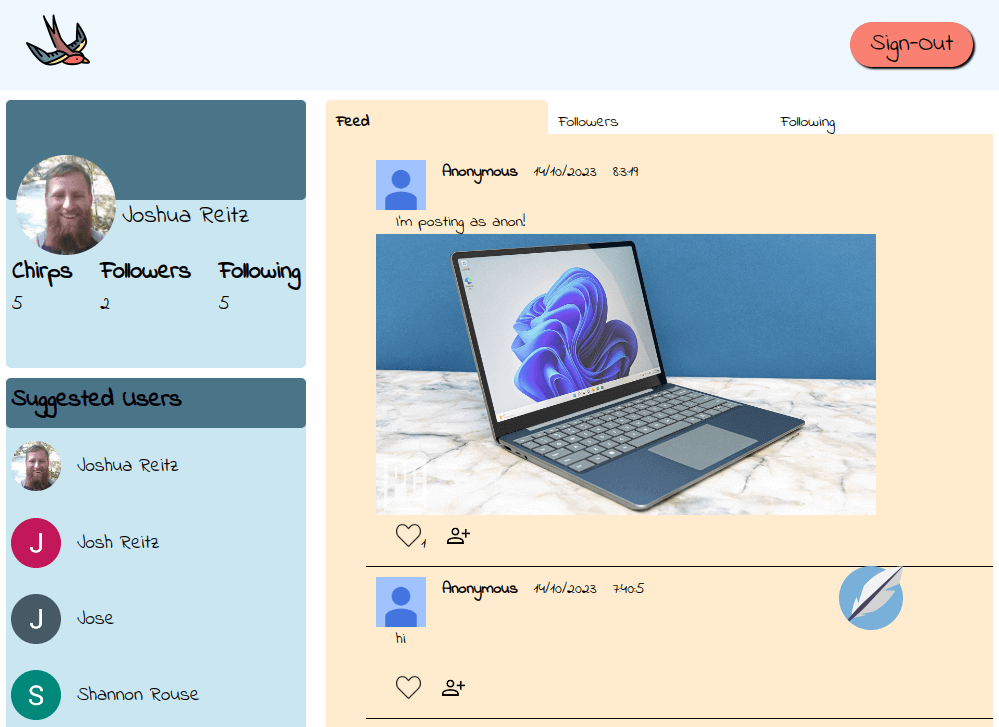 Sign-Out
Joshua Reitz
Chirps Followers Following
5 2 5
Suggested Users
Joshua Reitz
J Josh Reitz
J Jose
S Shannon Rouse
Feed Followers Following
Anonymous 14/10/2023 8:3:19
I'm posting as anon!
1
Anonymous 14/10/2023 7:40:5
hi